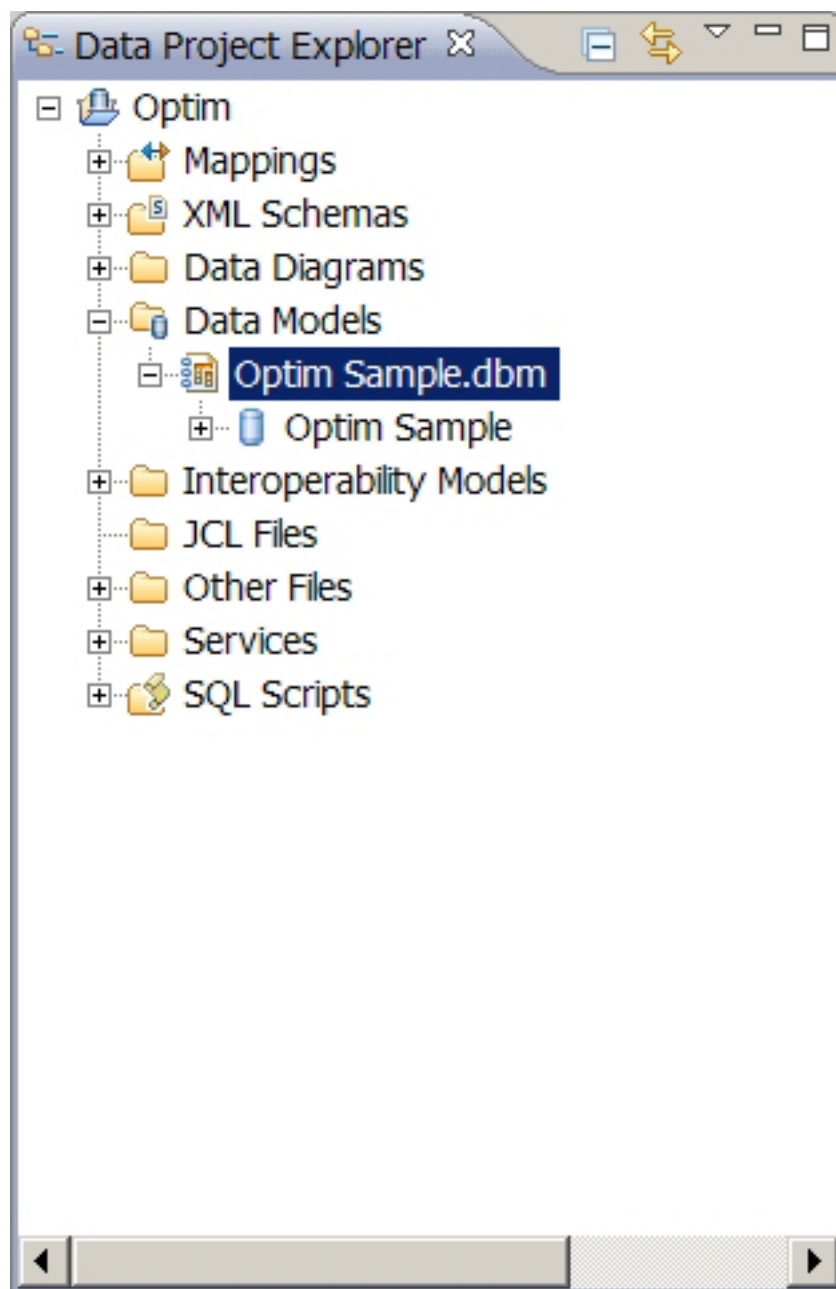 Data Project Explorer
Optim
Mappings
XML Schemas
Data Diagrams
Data Models
Optim Sample.dbm
Optim Sample
Interoperability Models
JCL Files
Other Files
Services
SQL Scripts